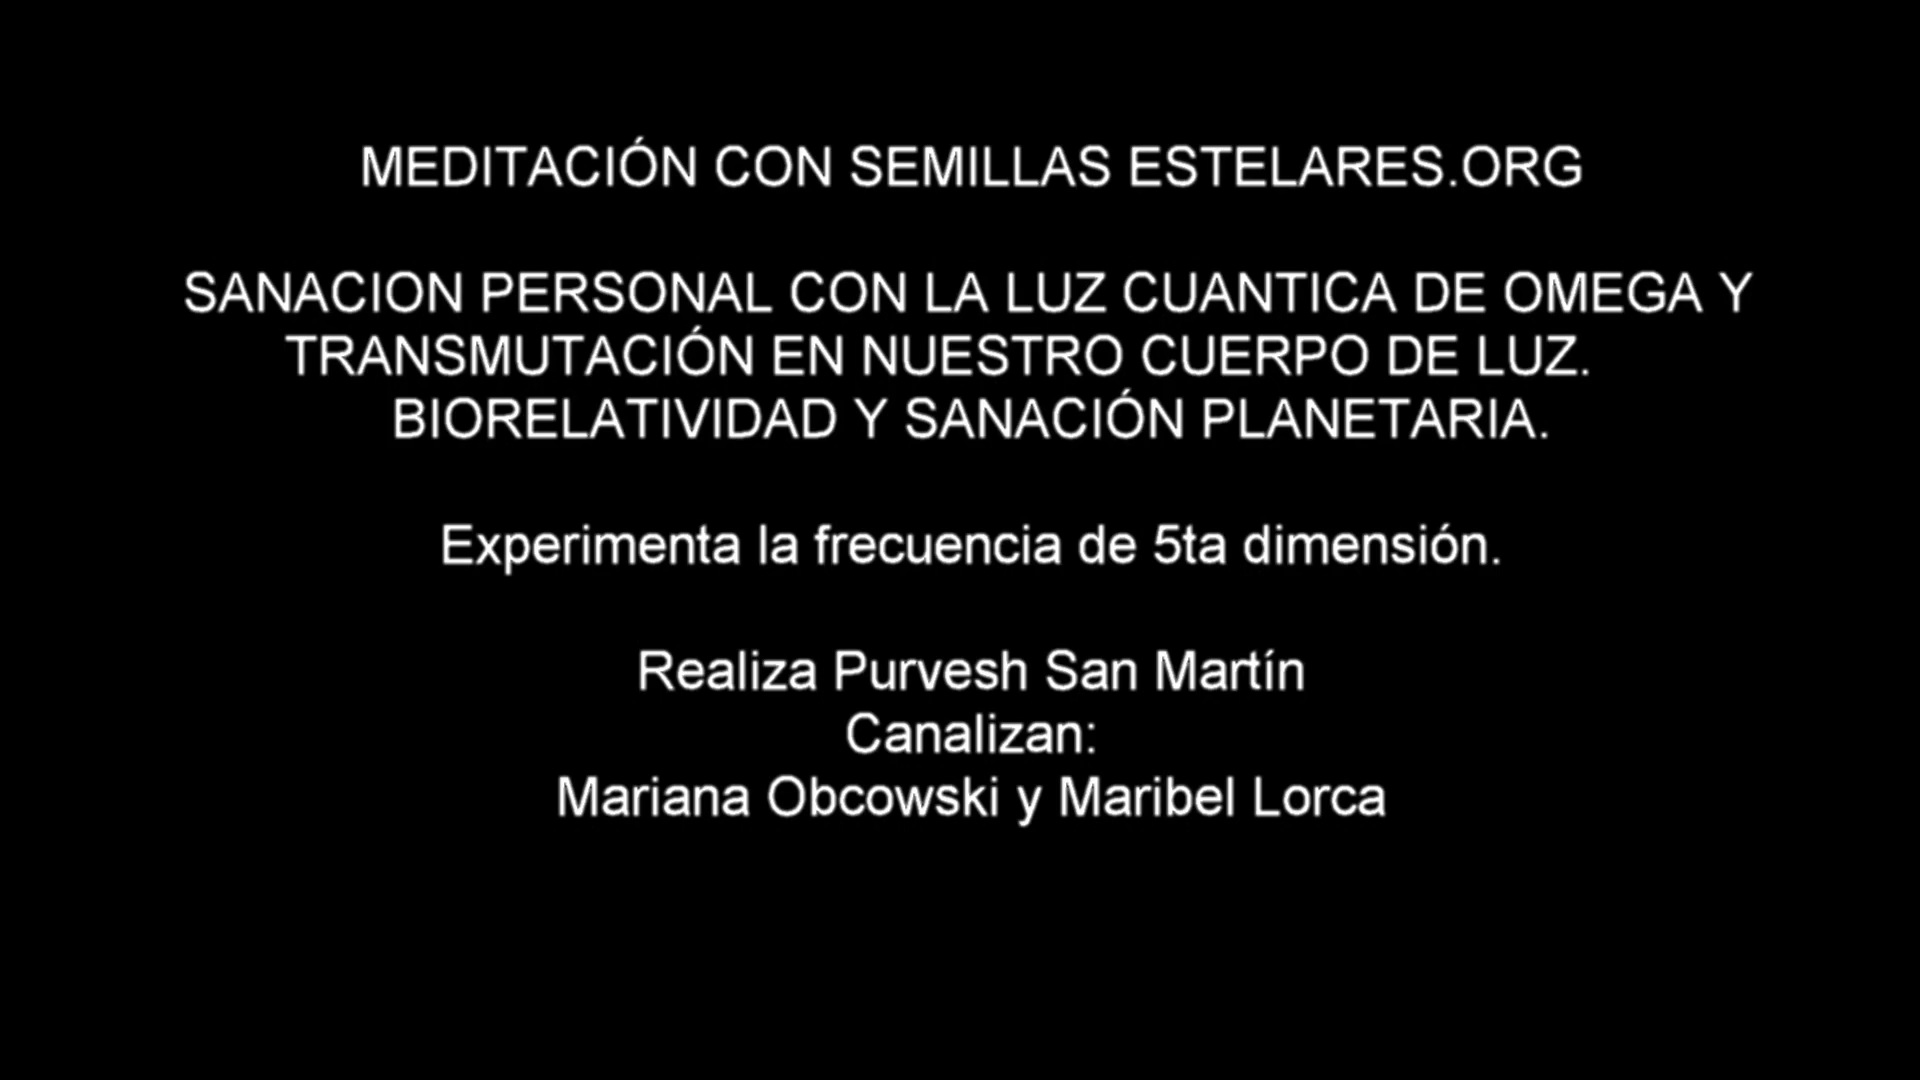 MEDITACIÓN CON SEMILLAS ESTELARES.ORG
SANACION PERSONAL CON LA LUZ CUANTICA DE OMEGA Y
TRANSMUTACIÓN EN NUESTRO CUERPO DE LUZ.
BIORELATIVIDAD Y SANACIÓN PLANETARIA.
Experimenta la frecuencia de 5ta dimensión.
Realiza Purvesh San Martín
Canalizan:
Mariana Obcowski y Maribel Lorca